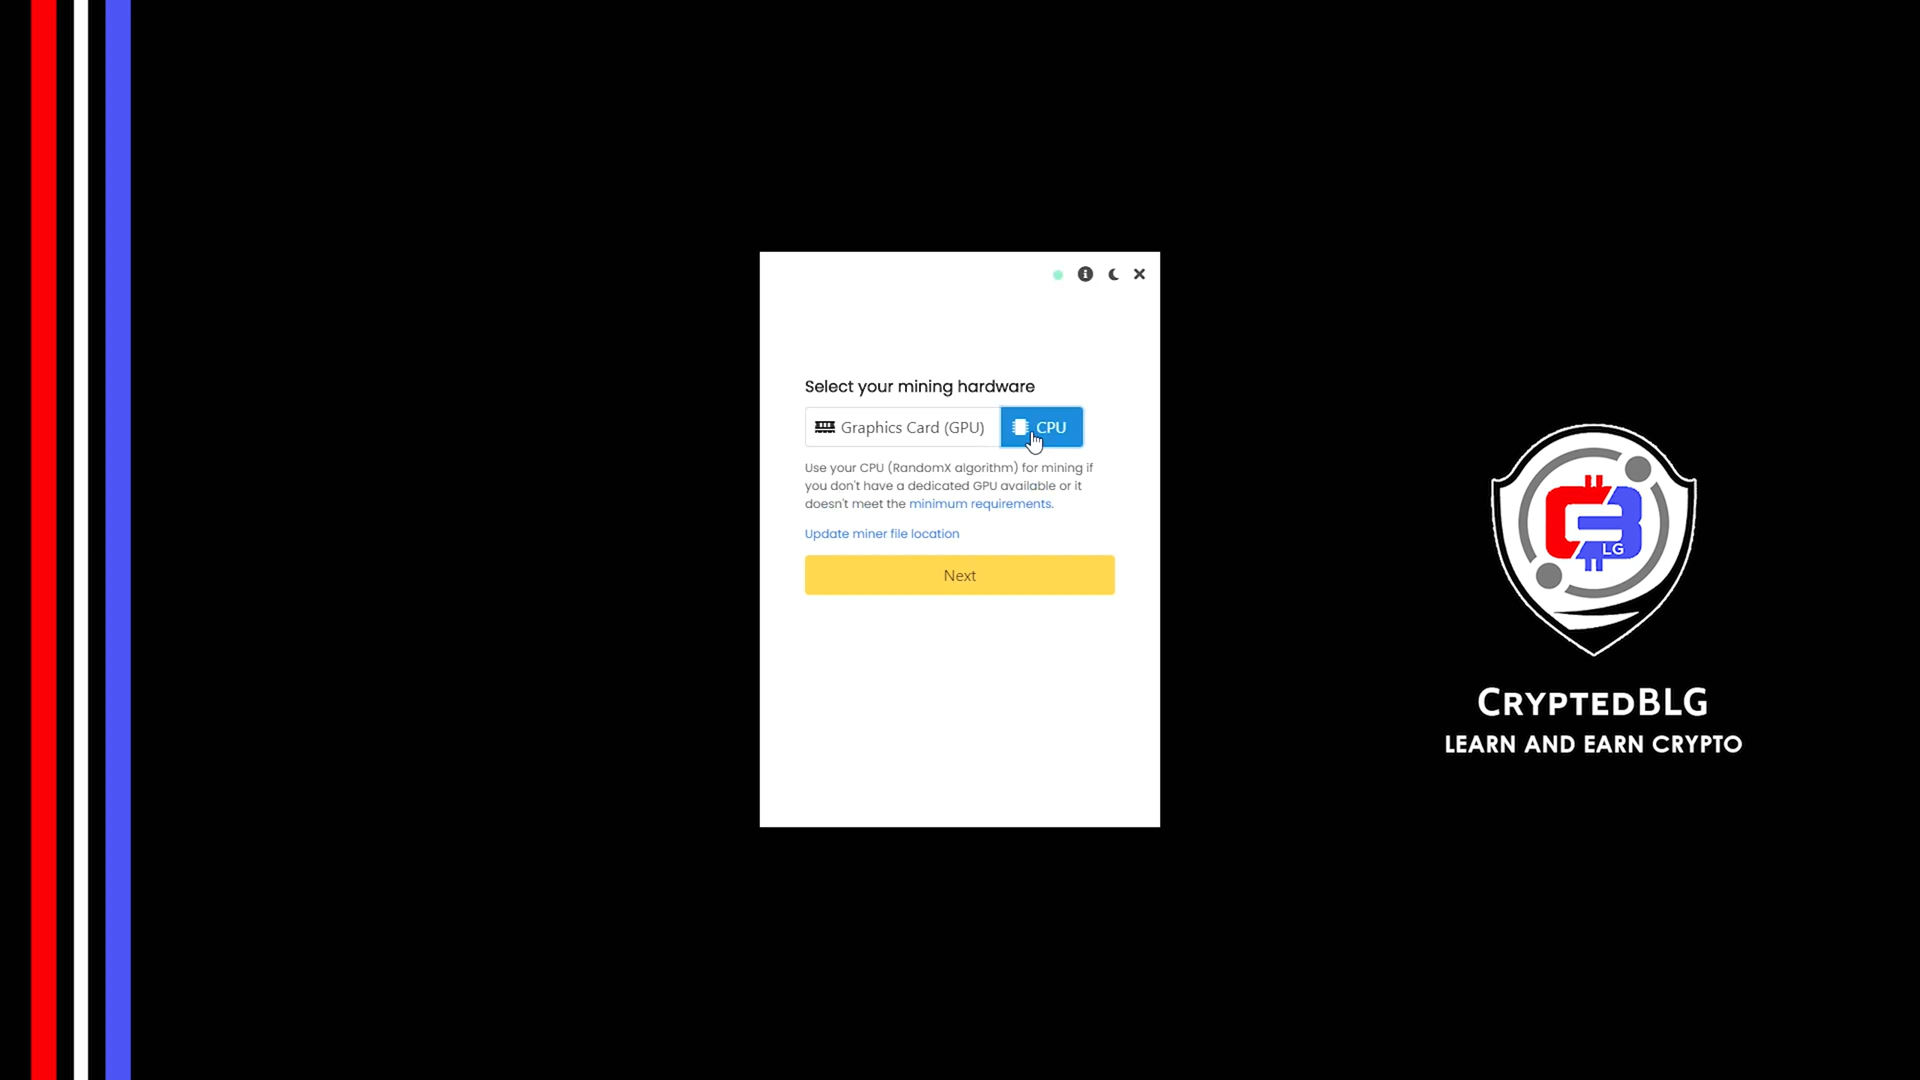 Select your mining hardware
Graphics Card (GPU)
CPU
Use your CPU (RandomX algorithm) for mining if
you don't have a dedicated GPU available or it
doesn't meet the minimum requirements.
Update miner file location
Next
LG
CRYPTEDBLG
LEARN AND EARN CRYPTO